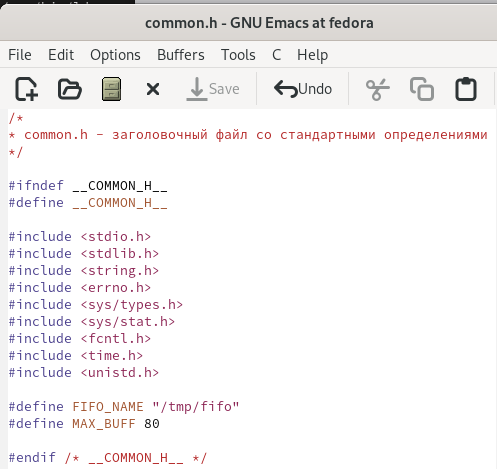 common.h - GNU Emacs at fedora
File Edit Options Buffers Tools C Help
Save Undo
/*
* common.h - заголовочный файл со стандартными определениями
*/
#ifndef __COMMON_H__
#define __COMMON_H__
#include <stdio.h>
#include <stdlib.h>
#include <string.h>
#include <errno.h>
#include <sys/types.h>
#include <sys/stat.h>
#include <fcntl.h>
#include <time.h>
#include <unistd.h>
#define FIFO_NAME "/tmp/fifo"
#define MAX_BUFF 80
#endif /* __COMMON_H__ */